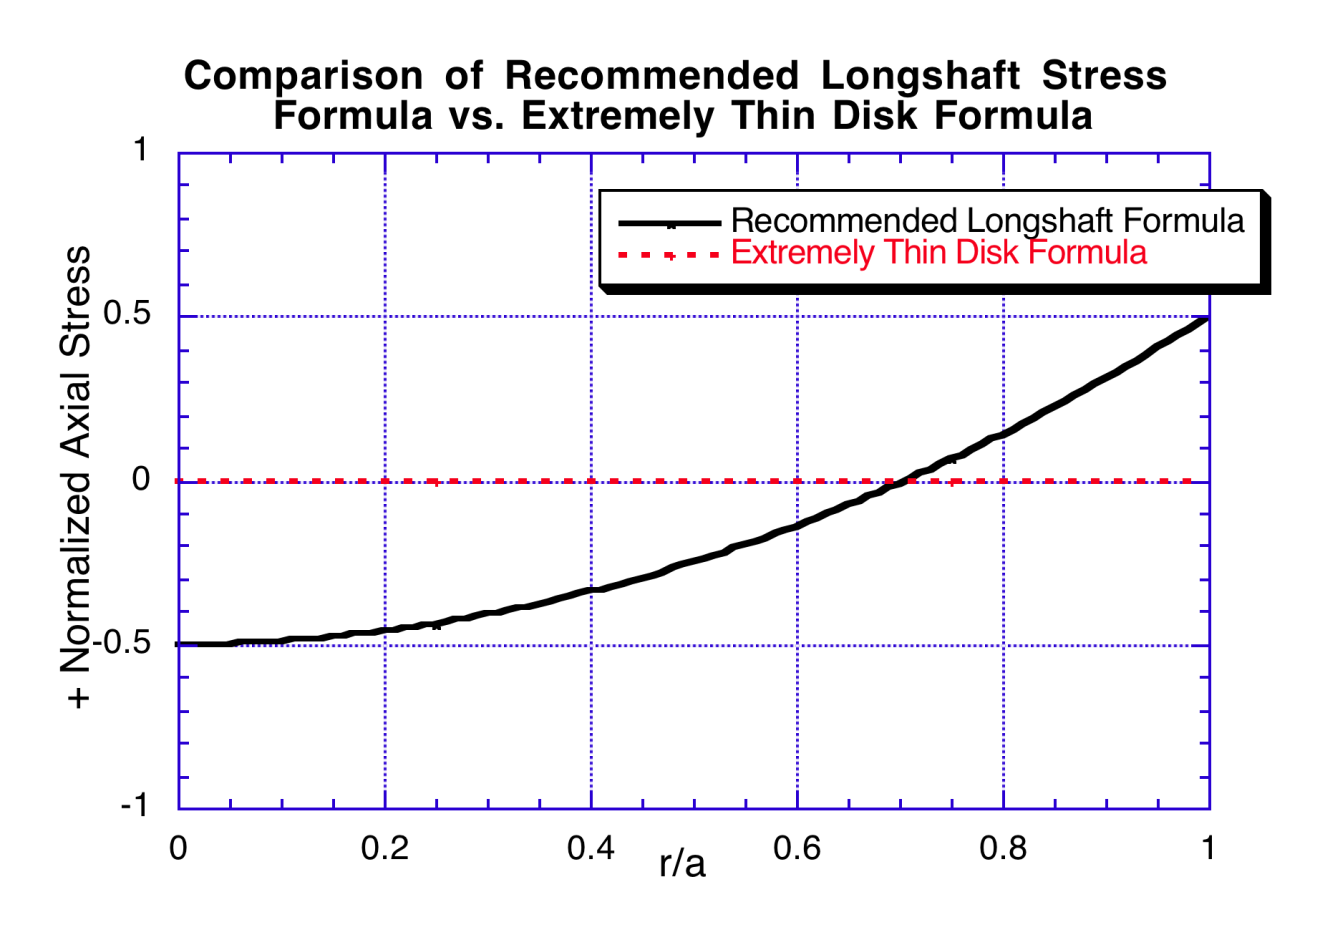 Comparison of Recommended Longshaft Stress
Formula vs. Extremely Thin Disk Formula
1
Recommended Longshaft Formula
Extremely Thin Disk Formula
0.5
+ Normalized Axial Stress
0
-0.5
-1
0 0.2 0.4 0.6 0.8 1
r/a